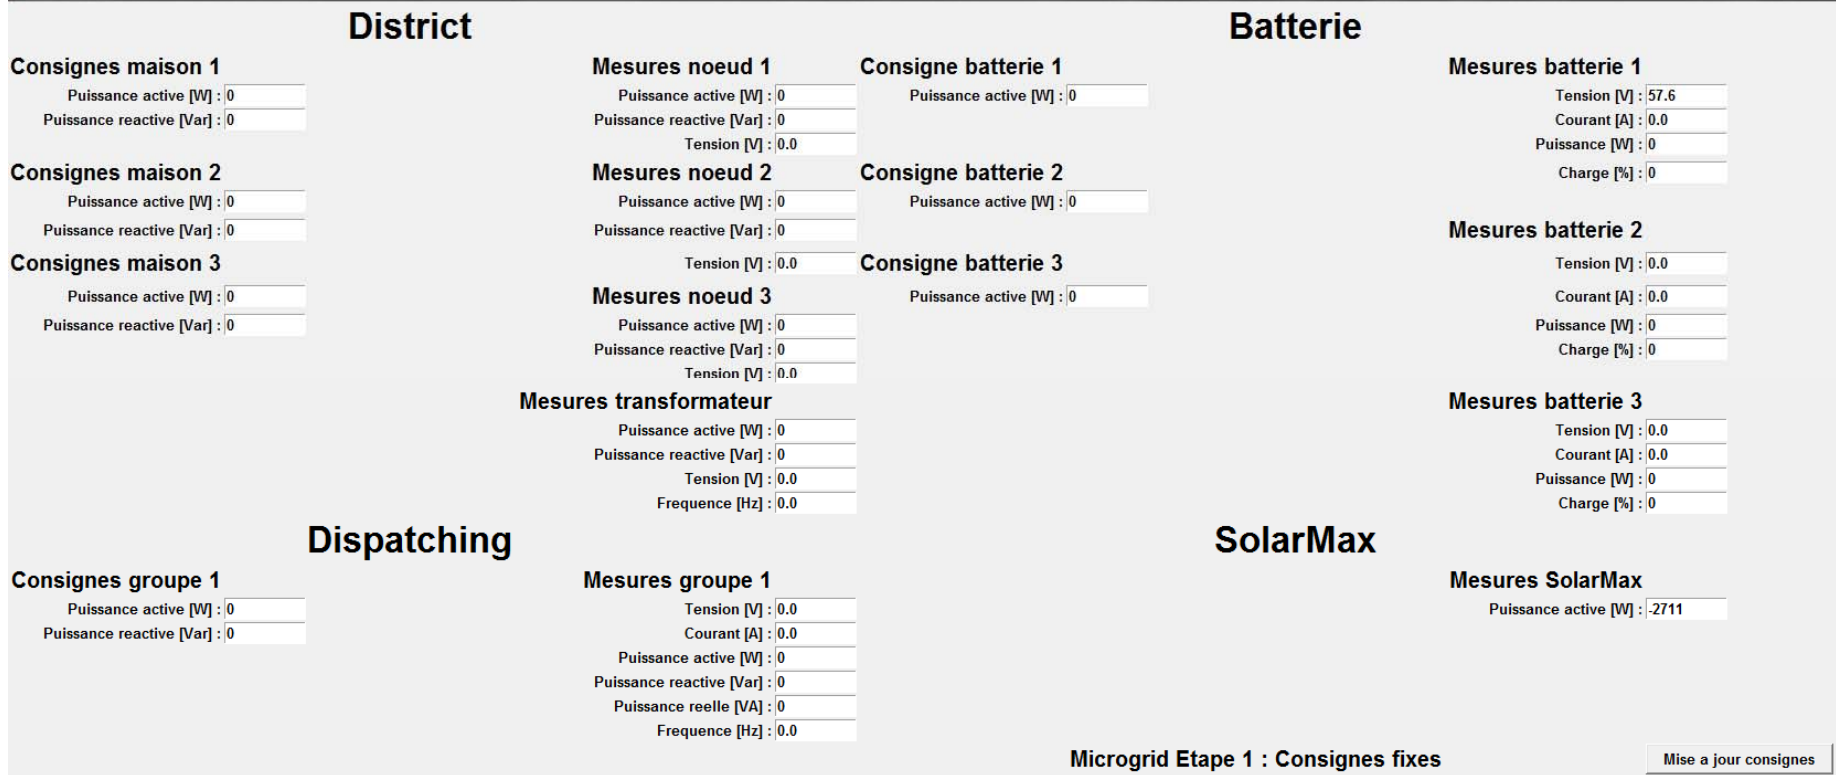 District
Consignes maison 1
Puissance active [W] : 0
Puissance reactive [Var] : 0
Consignes maison 2
Puissance active [W] : 0
Puissance reactive [Var] : 0
Consignes maison 3
Puissance active [W] : 0
Puissance reactive [Var] : 0
Mesures noeud 1
Puissance active [W] : 0
Puissance reactive [Var] : 0
Tension [V] : 0.0
Mesures noeud 2
Puissance active [W] : 0
Puissance reactive [Var] : 0
Tension [V] : 0.0
Mesures noeud 3
Puissance active [W] : 0
Puissance reactive [Var] : 0
Tension [V] : 0.0
Mesures transformateur
Puissance active [W] : 0
Puissance reactive [Var] : 0
Tension [V] : 0.0
Frequence [Hz] : 0.0
Batterie
Consigne batterie 1
Puissance active [W] : 0
Consigne batterie 2
Puissance active [W] : 0
Consigne batterie 3
Puissance active [W] : 0
Mesures batterie 1
Tension [V] : 57.6
Courant [A] : 0.0
Puissance [W] : 0
Charge [%] : 0
Mesures batterie 2
Tension [V] : 0.0
Courant [A] : 0.0
Puissance [W] : 0
Charge [%] : 0
Mesures batterie 3
Tension [V] : 0.0
Courant [A] : 0.0
Puissance [W] : 0
Charge [%] : 0
Dispatching
Consignes groupe 1
Puissance active [W] : 0
Puissance reactive [Var] : 0
Mesures groupe 1
Tension [V] : 0.0
Courant [A] : 0.0
Puissance active [W] : 0
Puissance reactive [Var] : 0
Puissance reelle [VA] : 0
Frequence [Hz] : 0.0
SolarMax
Mesures SolarMax
Puissance active [W] : -2711
Microgrid Etape 1 : Consignes fixes
Mise a jour consignes